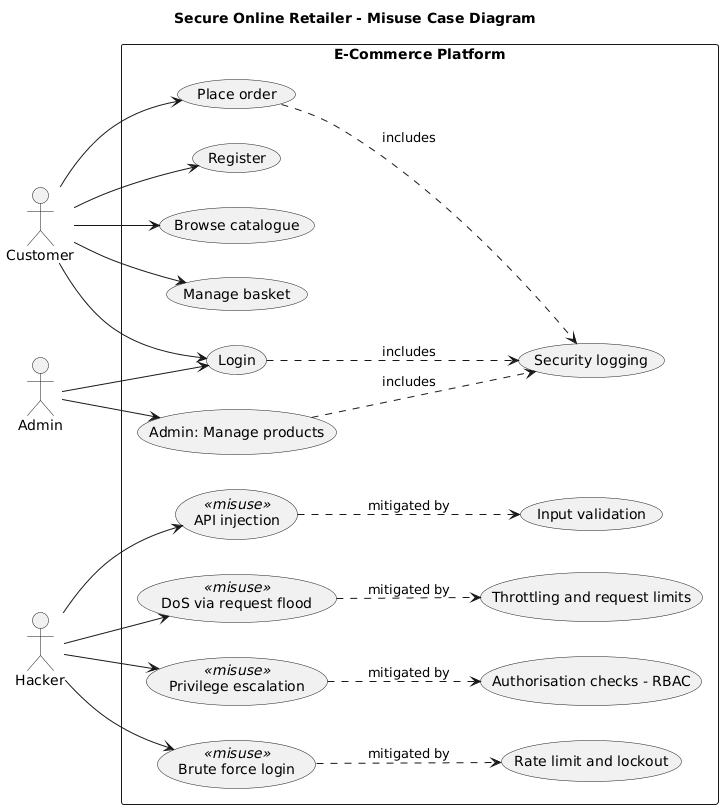 Secure Online Retailer - Misuse Case Diagram
E-Commerce Platform
Place order
includes
Register
Customer
Browse catalogue
Manage basket
Login
includes
Security logging
Admin
includes
Admin: Manage products
«misuse»
API injection
mitigated by
Input validation
«misuse»
DoS via request flood
mitigated by
Throttling and request limits
Hacker
«misuse»
Privilege escalation
mitigated by
Authorisation checks - RBAC
«misuse»
Brute force login
mitigated by
Rate limit and lockout